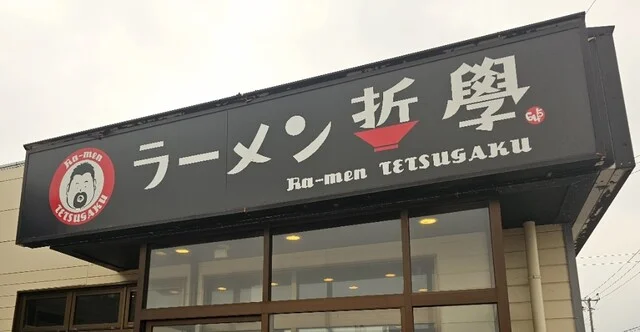 Ra-men
TETSUGAKU
ラーメン 哲學
Ra-men TETSUGAKU